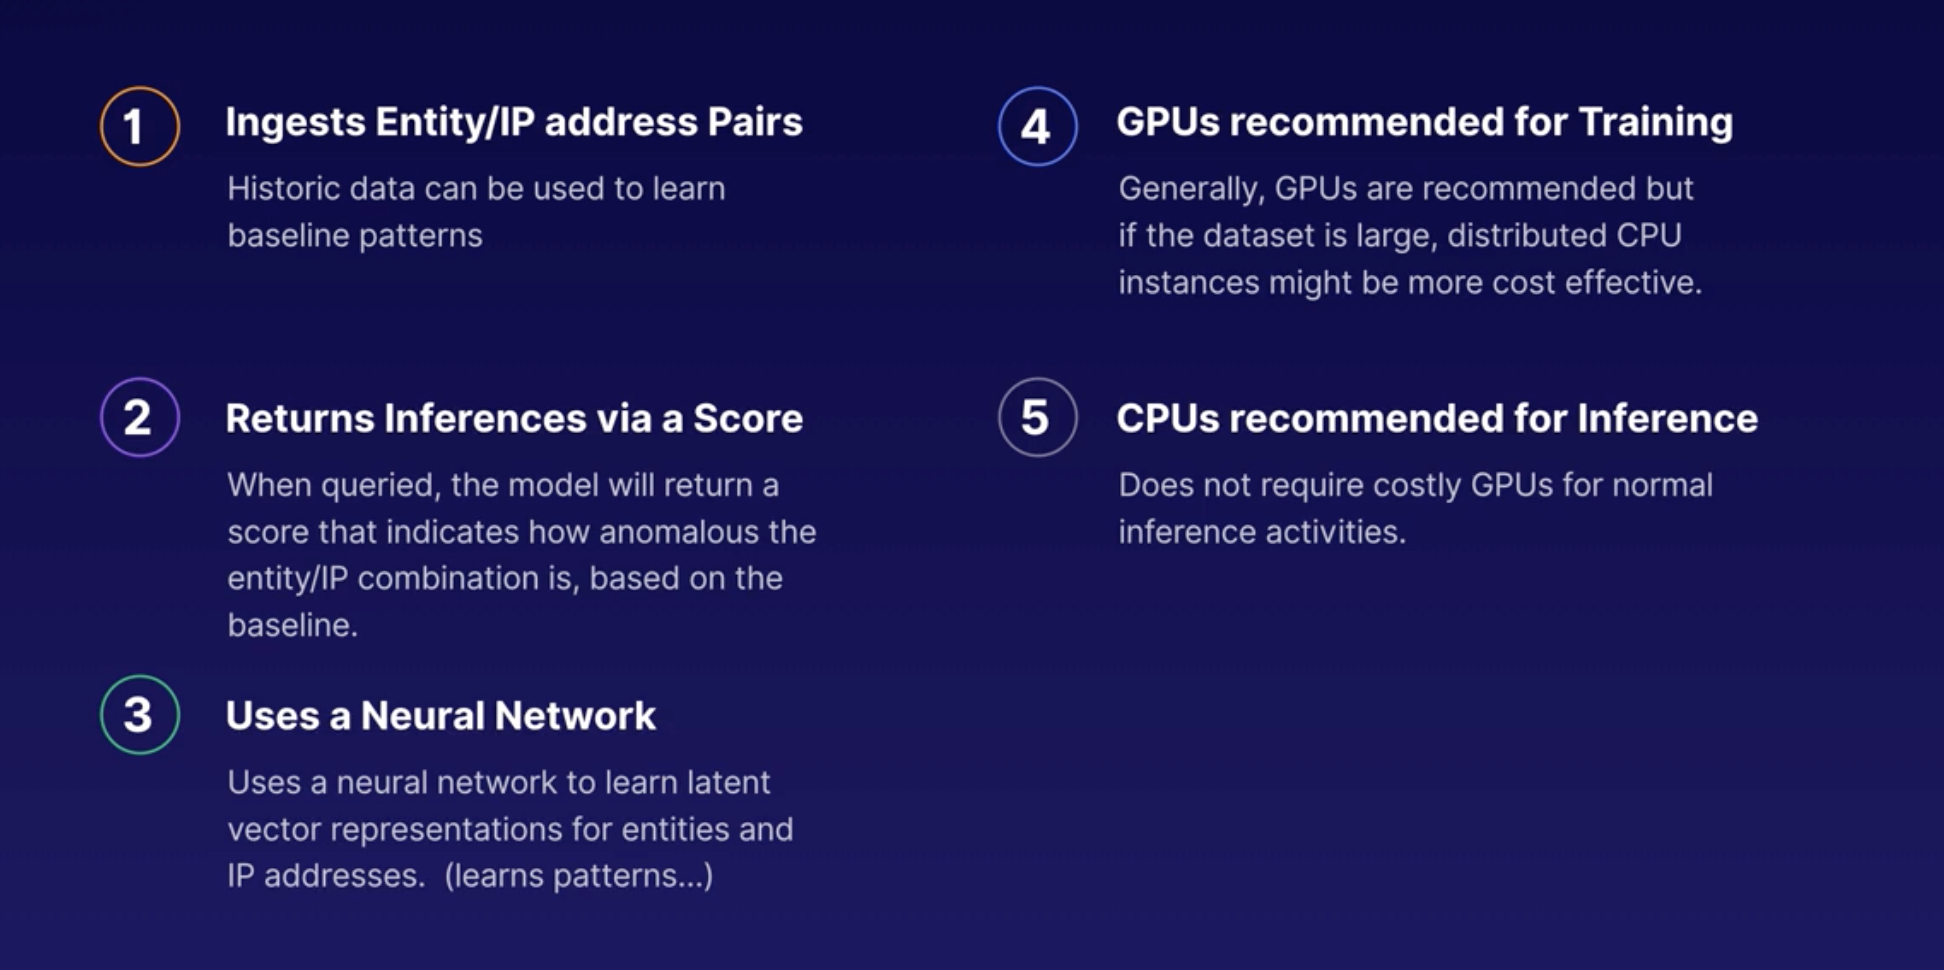 1
Ingests Entity/IP address Pairs
Historic data can be used to learn
baseline patterns
2
Returns Inferences via a Score
When queried, the model will return a
score that indicates how anomalous the
entity/IP combination is, based on the
baseline.
3
Uses a Neural Network
Uses a neural network to learn latent
vector representations for entities and
IP addresses.  (learns patterns...)
4
GPUs recommended for Training
Generally, GPUs are recommended but
if the dataset is large, distributed CPU
instances might be more cost effective.
5
CPUs recommended for Inference
Does not require costly GPUs for normal
inference activities.